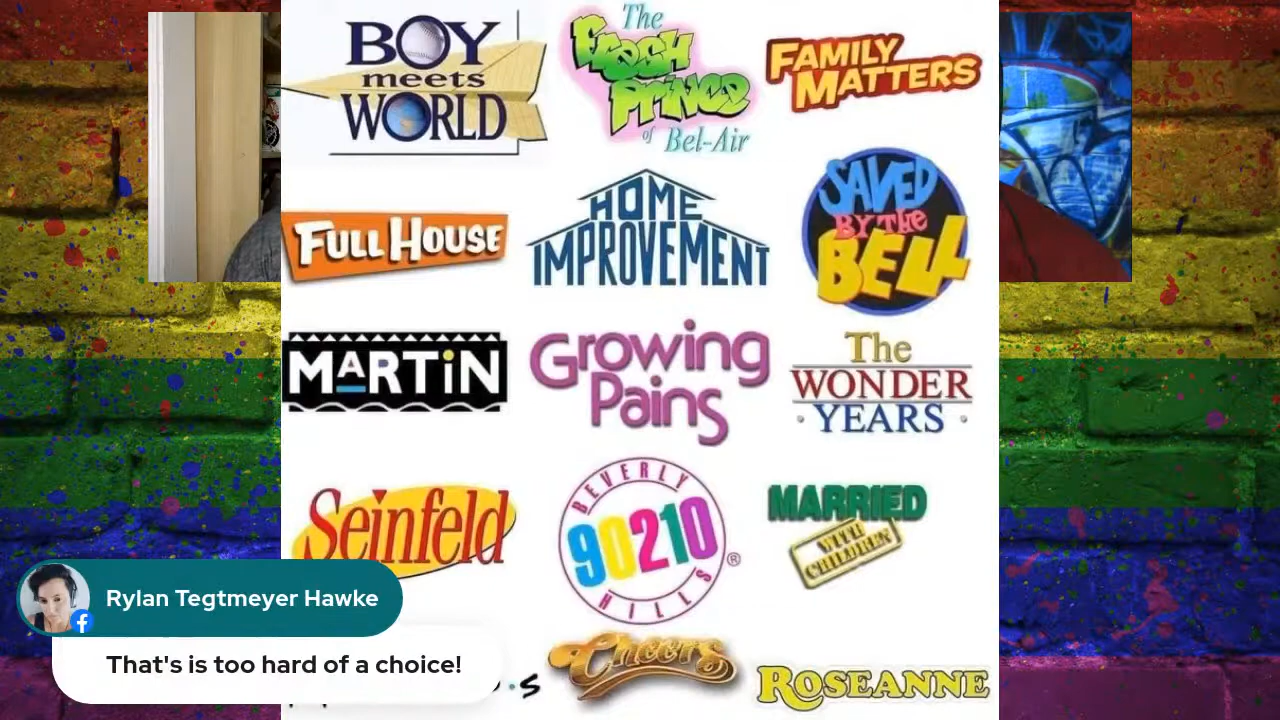 BOY
meets
WORLD
The
Fresh
Prince
of Bel-Air
FAMILY
MATTERS
FULL HOUSE
HOME
IMPROVEMENT
SAVED
BY THE
BELL
MARTIN
Growing
Pains
The
WONDER
YEARS
Seinfeld
BEVERLY
90210
HILLS
®
MARRIED
WITH
CHILDREN
Cheers
ROSEANNE
Rylan Tegtmeyer Hawke
That's is too hard of a choice!